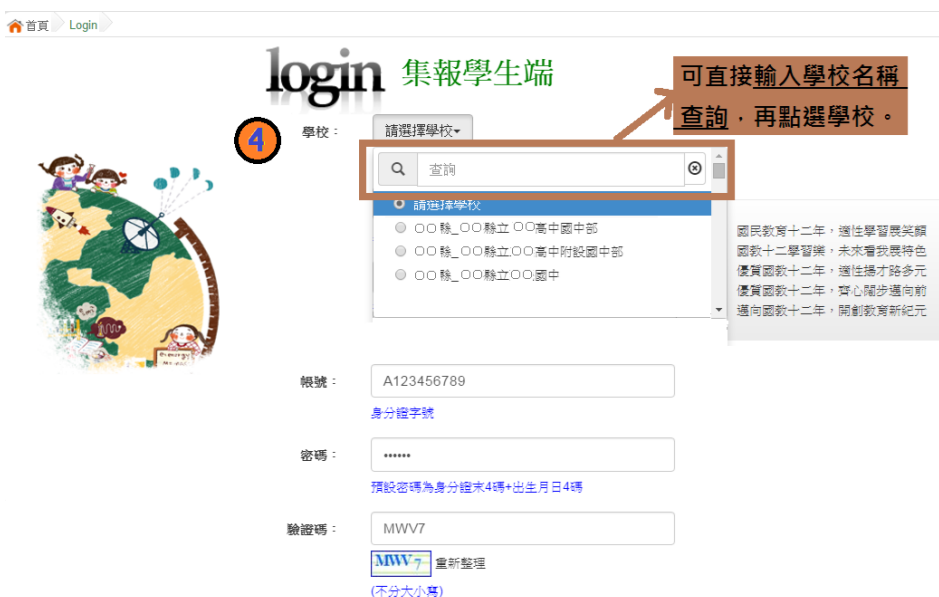 首頁 Login
login 集報學生端
可直接輸入學校名稱
查詢，再點選學校。
4
學校：
請選擇學校
查詢
請選擇學校
○○縣_○○縣立○○高中國中部
○○縣_○○縣立○○高中附設國中部
○○縣_○○縣立○○國中
國民教育十二年，適性學習展笑顏
國教十二學習樂，未來看我展特色
優質國教十二年，適性揚才路多元
優質國教十二年，齊心闊步邁向前
邁向國教十二年，開創教育新紀元
帳號：
A123456789
身分證字號
密碼：
••••••
預設密碼為身分證末4碼+出生月日4碼
驗證碼：
MWV7
MWV7 重新整理
(不分大小寫)